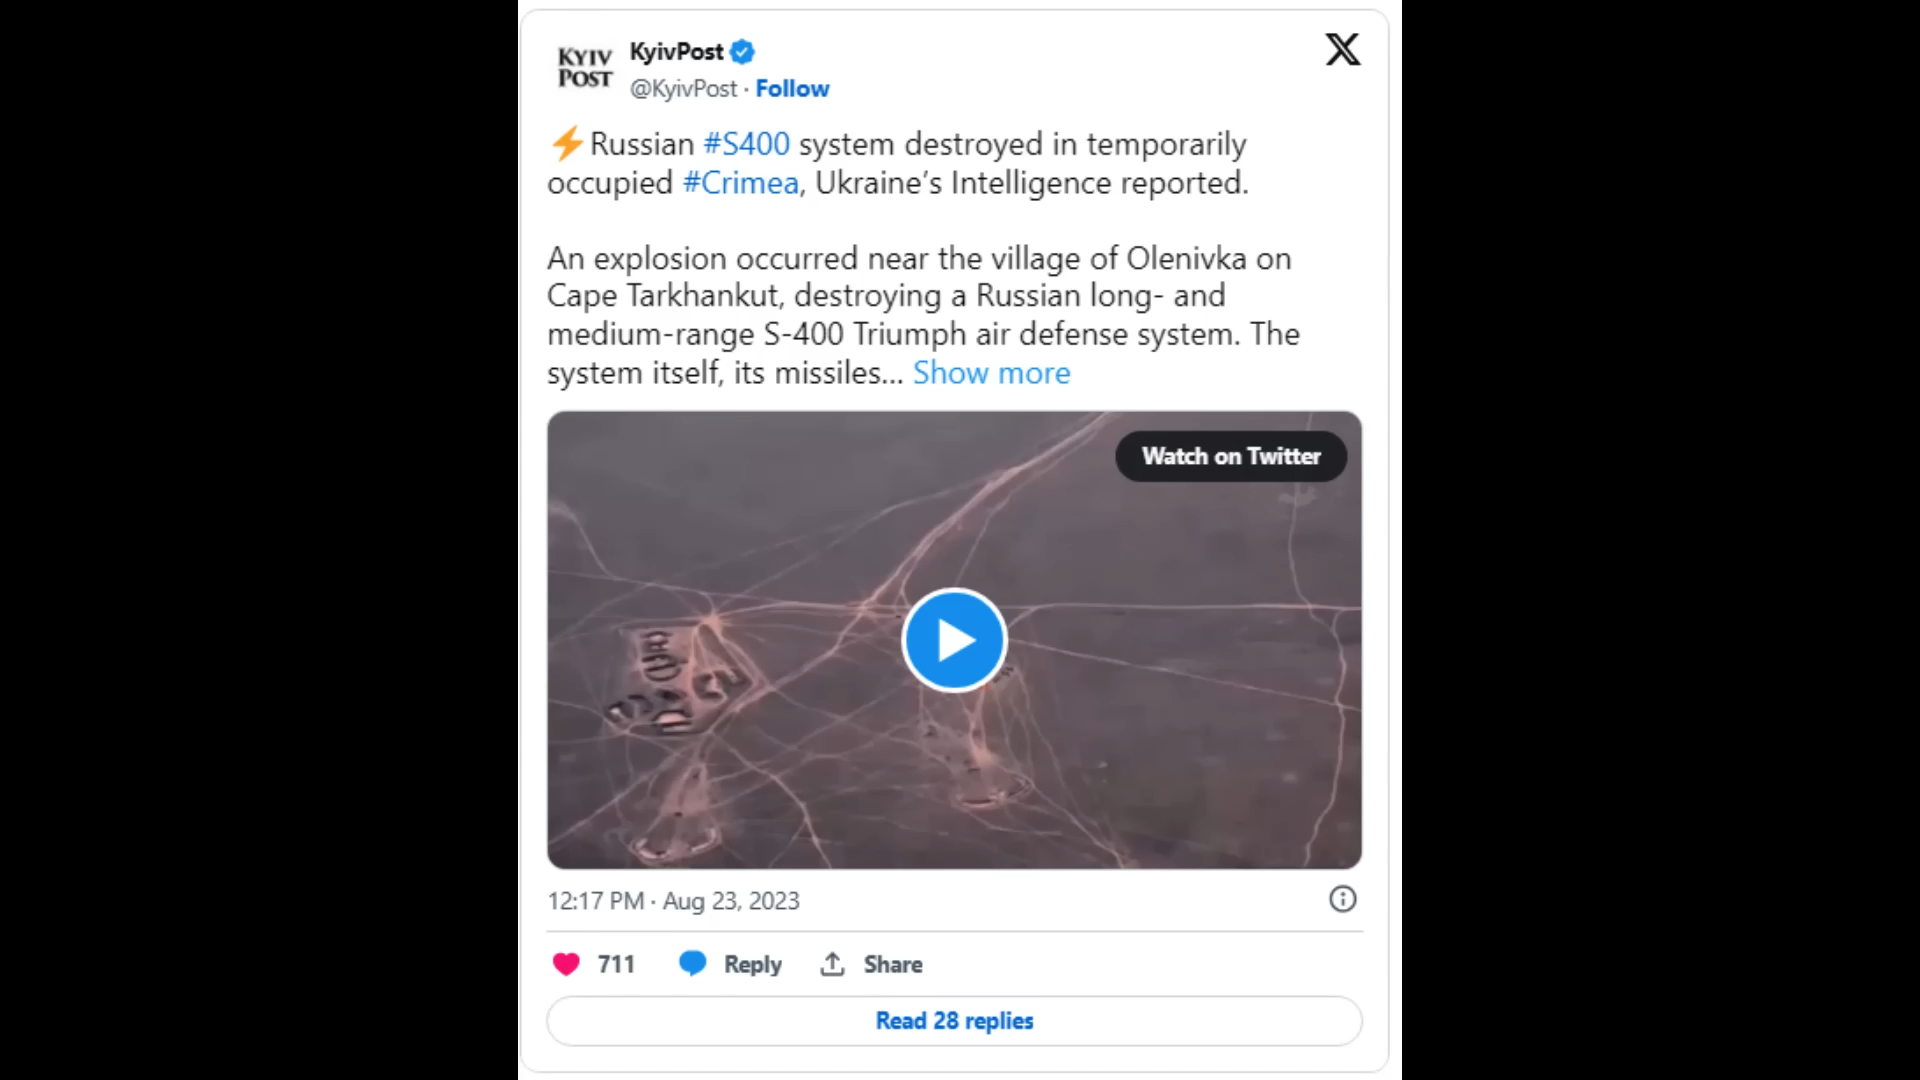 KYIV
POST
KyivPost
@KyivPost · Follow
⚡Russian #S400 system destroyed in temporarily
occupied #Crimea, Ukraine’s Intelligence reported.
An explosion occurred near the village of Olenivka on
Cape Tarkhankut, destroying a Russian long- and
medium-range S-400 Triumph air defense system. The
system itself, its missiles... Show more
Watch on Twitter
12:17 PM · Aug 23, 2023
711 Reply Share
Read 28 replies